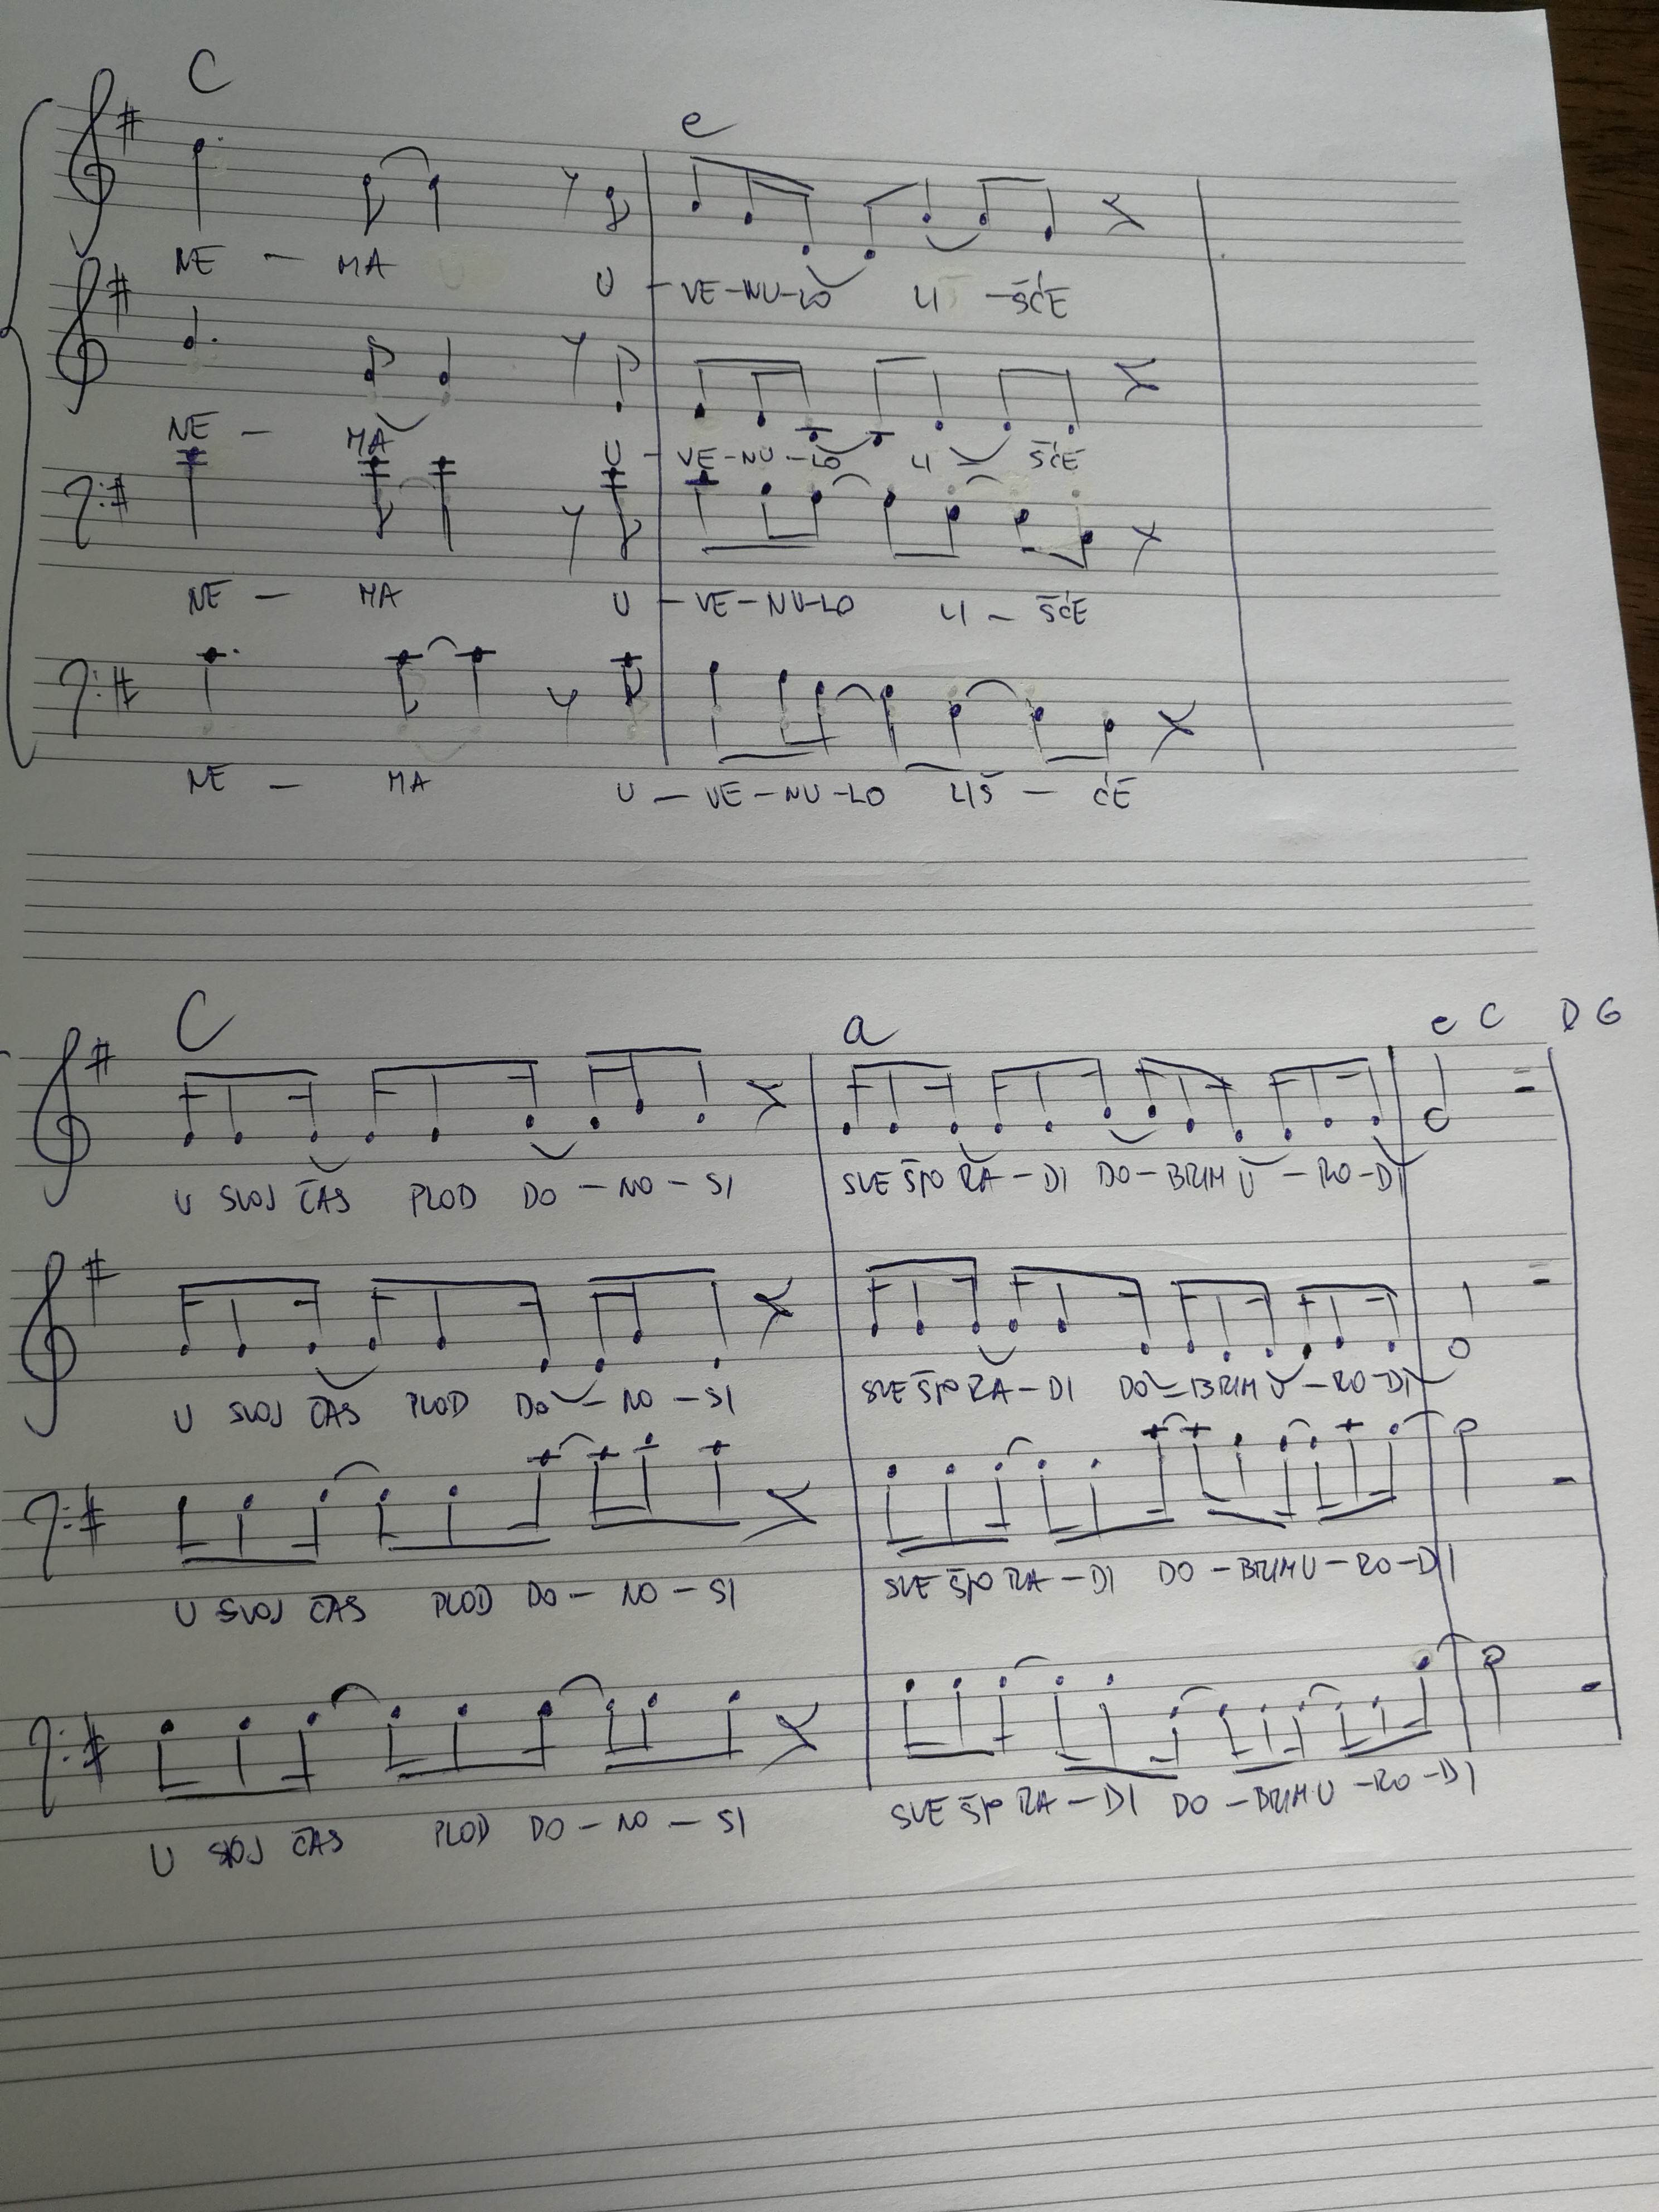 C e
NE - MA U - VE-NU-LO LI - ŠĆE
NE - MA U - VE-NU-LO LI - ŠĆE
NE - MA U - VE-NU-LO LI - ŠĆE
NE - MA U - VE-NU-LO LIŠ - ĆE
C a e C D G
U SVOJ ČAS PLOD DO-NO-SI SVE ŠTO RA-DI DO-BRIM U-RO-DI
U SVOJ ČAS PLOD DO-NO-SI SVE ŠTO RA-DI DO-BRIM U-RO-DI
U SVOJ ČAS PLOD DO-NO-SI SVE ŠTO RA-DI DO-BRIM U-RO-DI
U SVOJ ČAS PLOD DO-NO-SI SVE ŠTO RA-DI DO-BRIM U-RO-DI